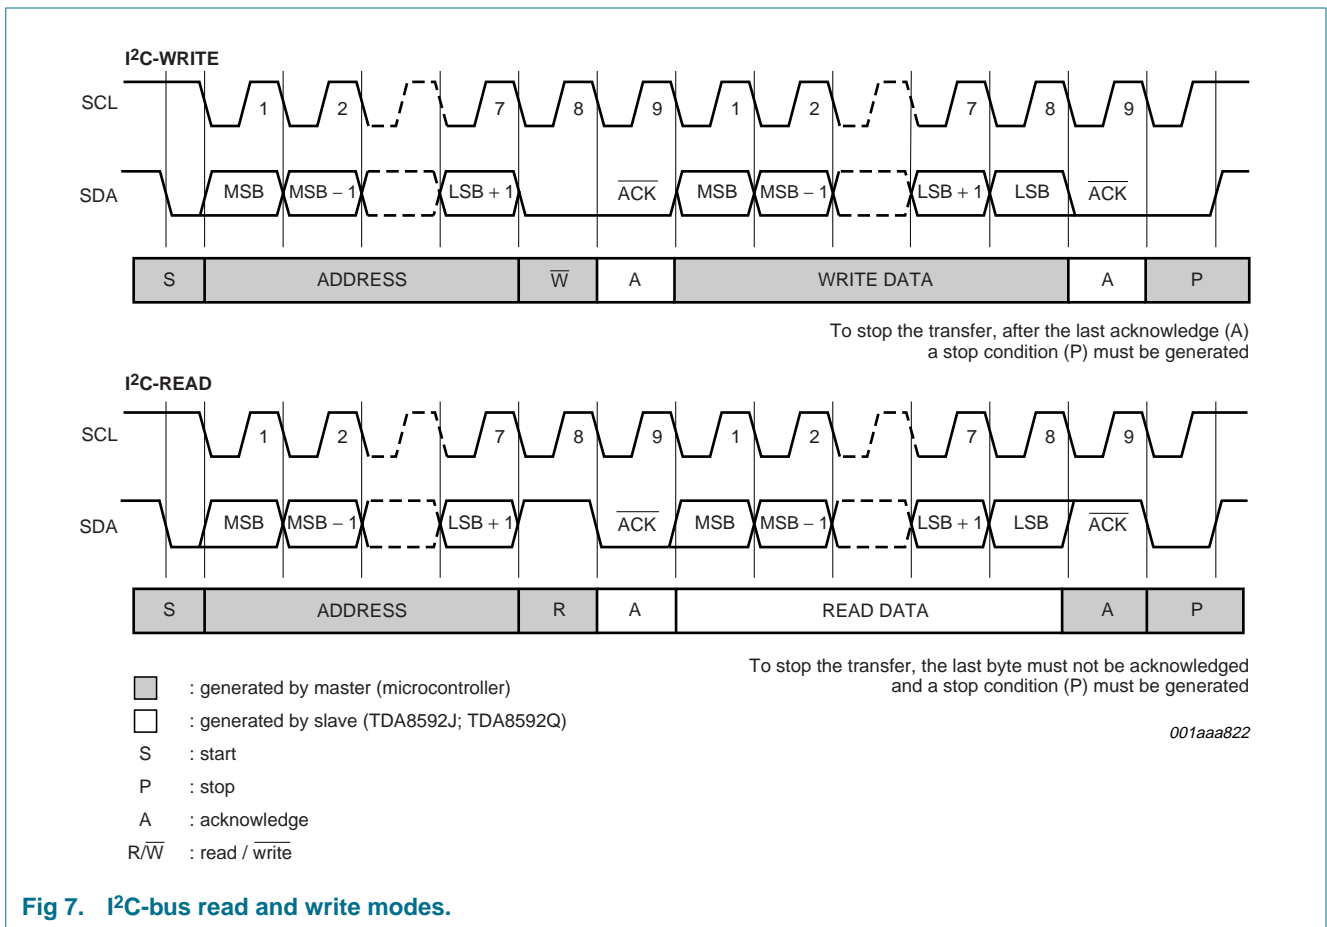 I²C-WRITE
SCL 1 2 7 8 9 1 2 7 8 9
SDA MSB MSB − 1 LSB + 1 A̅C̅K̅ MSB MSB − 1 LSB + 1 LSB A̅C̅K̅
S ADDRESS W̅ A WRITE DATA A P
To stop the transfer, after the last acknowledge (A)
a stop condition (P) must be generated
I²C-READ
SCL 1 2 7 8 9 1 2 7 8 9
SDA MSB MSB − 1 LSB + 1 A̅C̅K̅ MSB MSB − 1 LSB + 1 LSB A̅C̅K̅
S ADDRESS R A READ DATA A P
To stop the transfer, the last byte must not be acknowledged
and a stop condition (P) must be generated
: generated by master (microcontroller)
: generated by slave (TDA8592J; TDA8592Q)
001aaa822
S : start
P : stop
A : acknowledge
R/W̅ : read / w̅r̅i̅t̅e̅
Fig 7. I²C-bus read and write modes.